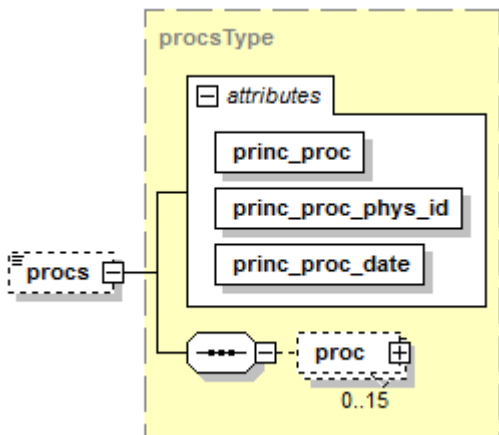 procsType
attributes
princ_proc
princ_proc_phys_id
princ_proc_date
procs
proc
0..15